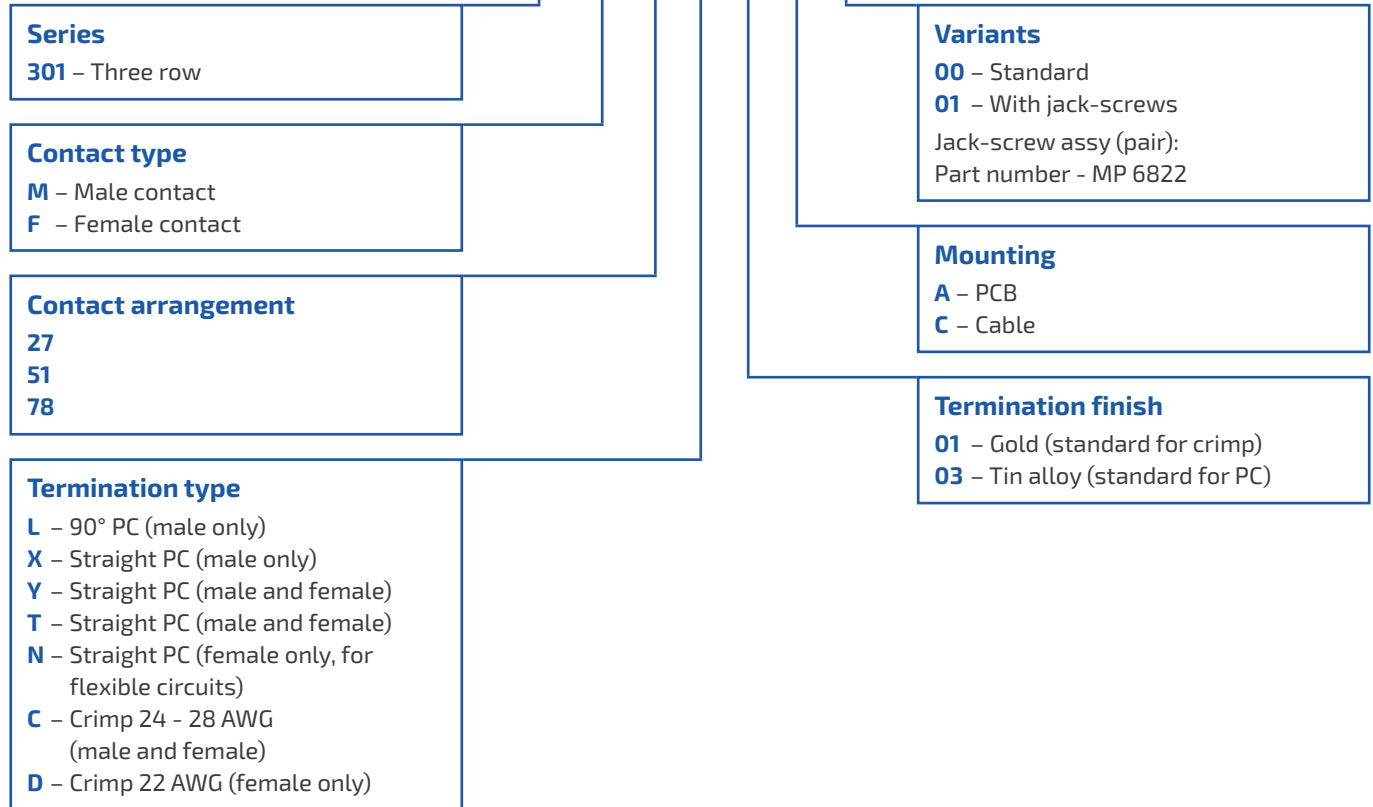 Series
301 – Three row
Contact type
M – Male contact
F – Female contact
Contact arrangement
27
51
78
Termination type
L – 90° PC (male only)
X – Straight PC (male only)
Y – Straight PC (male and female)
T – Straight PC (male and female)
N – Straight PC (female only, for
flexible circuits)
C – Crimp 24 - 28 AWG
(male and female)
D – Crimp 22 AWG (female only)
Variants
00 – Standard
01 – With jack-screws
Jack-screw assy (pair):
Part number - MP 6822
Mounting
A – PCB
C – Cable
Termination finish
01 – Gold (standard for crimp)
03 – Tin alloy (standard for PC)